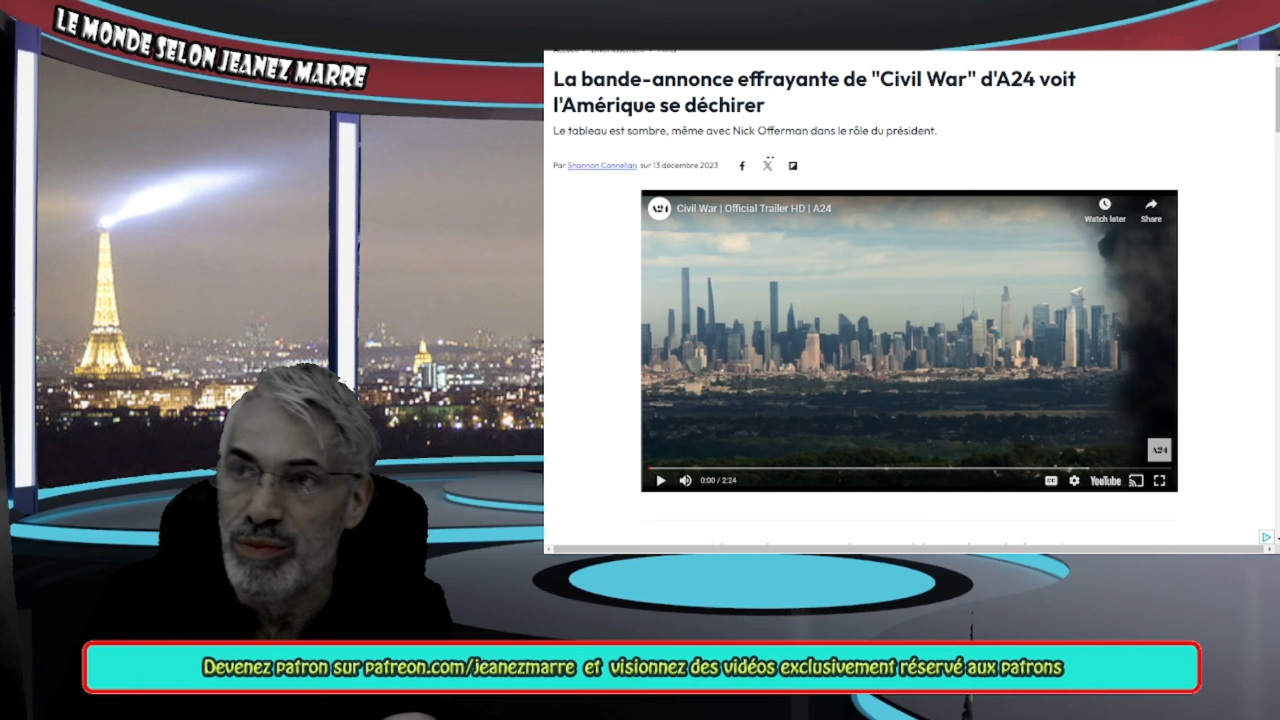 LE MONDE SELON JEANEZ MARRE
La bande-annonce effrayante de "Civil War" d'A24 voit
l'Amérique se déchirer
Le tableau est sombre, même avec Nick Offerman dans le rôle du président.
Par Shannon Connellan sur 13 décembre 2023
A24 Civil War | Official Trailer HD | A24
Watch later Share
A24
0:00 / 2:24 CC YouTube
Devenez patron sur patreon.com/jeanezmarre et visionnez des vidéos exclusivement réservé aux patrons